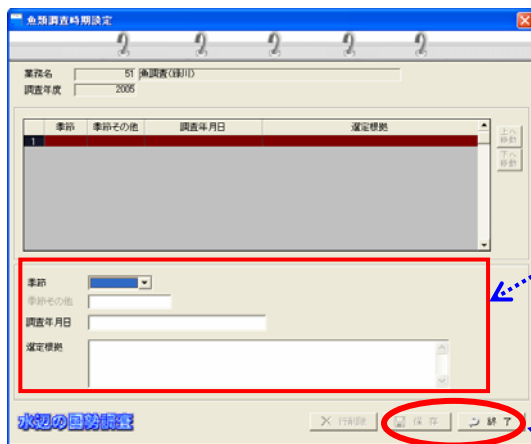 魚類調査時期設定
業務名 51 魚調査(緑川)
調査年度 2005
季節 季節その他 調査年月日 選定根拠
1
上へ移動
下へ移動
季節
季節その他
調査年月日
選定根拠
水辺の国勢調査 行削除 保存 終了